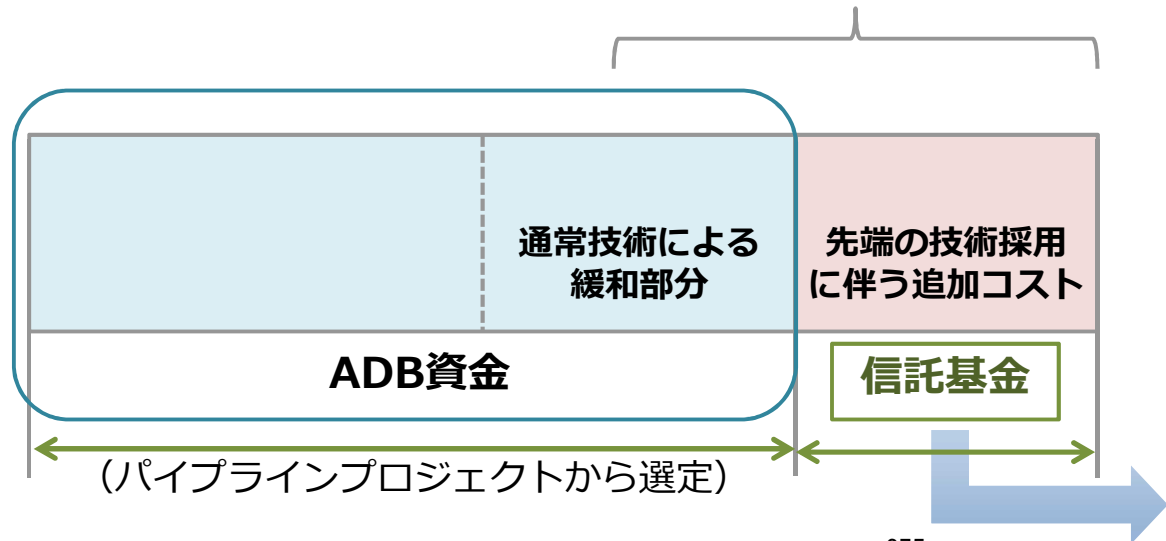 通常技術による
緩和部分
先端の技術採用
に伴う追加コスト
ADB資金
信託基金
（パイプラインプロジェクトから選定）